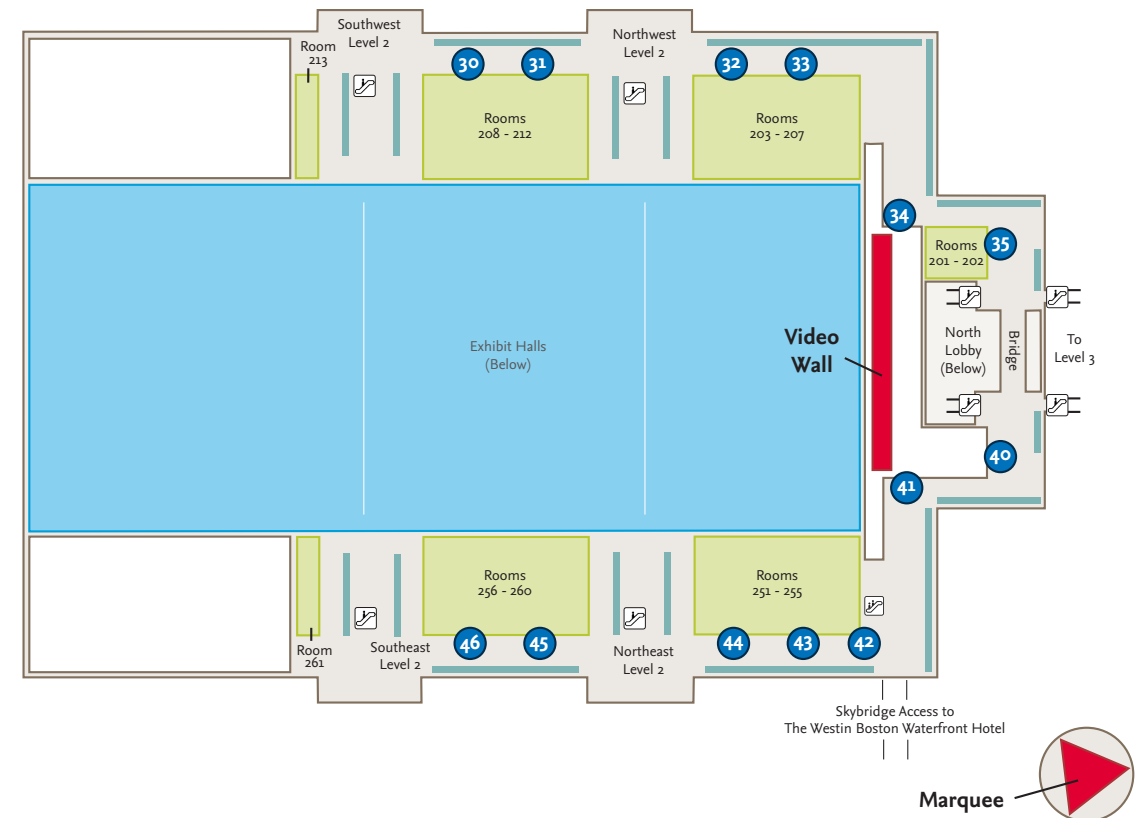 Southwest
Level 2
Northwest
Level 2
Room
213
30
31
32
33
Rooms
208 - 212
Rooms
203 - 207
34
35
Rooms
201 - 202
Exhibit Halls
(Below)
Video
Wall
North
Lobby
(Below)
Bridge
To
Level 3
40
41
Rooms
256 - 260
Rooms
251 - 255
46
45
44
43
42
Room
261
Southeast
Level 2
Northeast
Level 2
Skybridge Access to
The Westin Boston Waterfront Hotel
Marquee